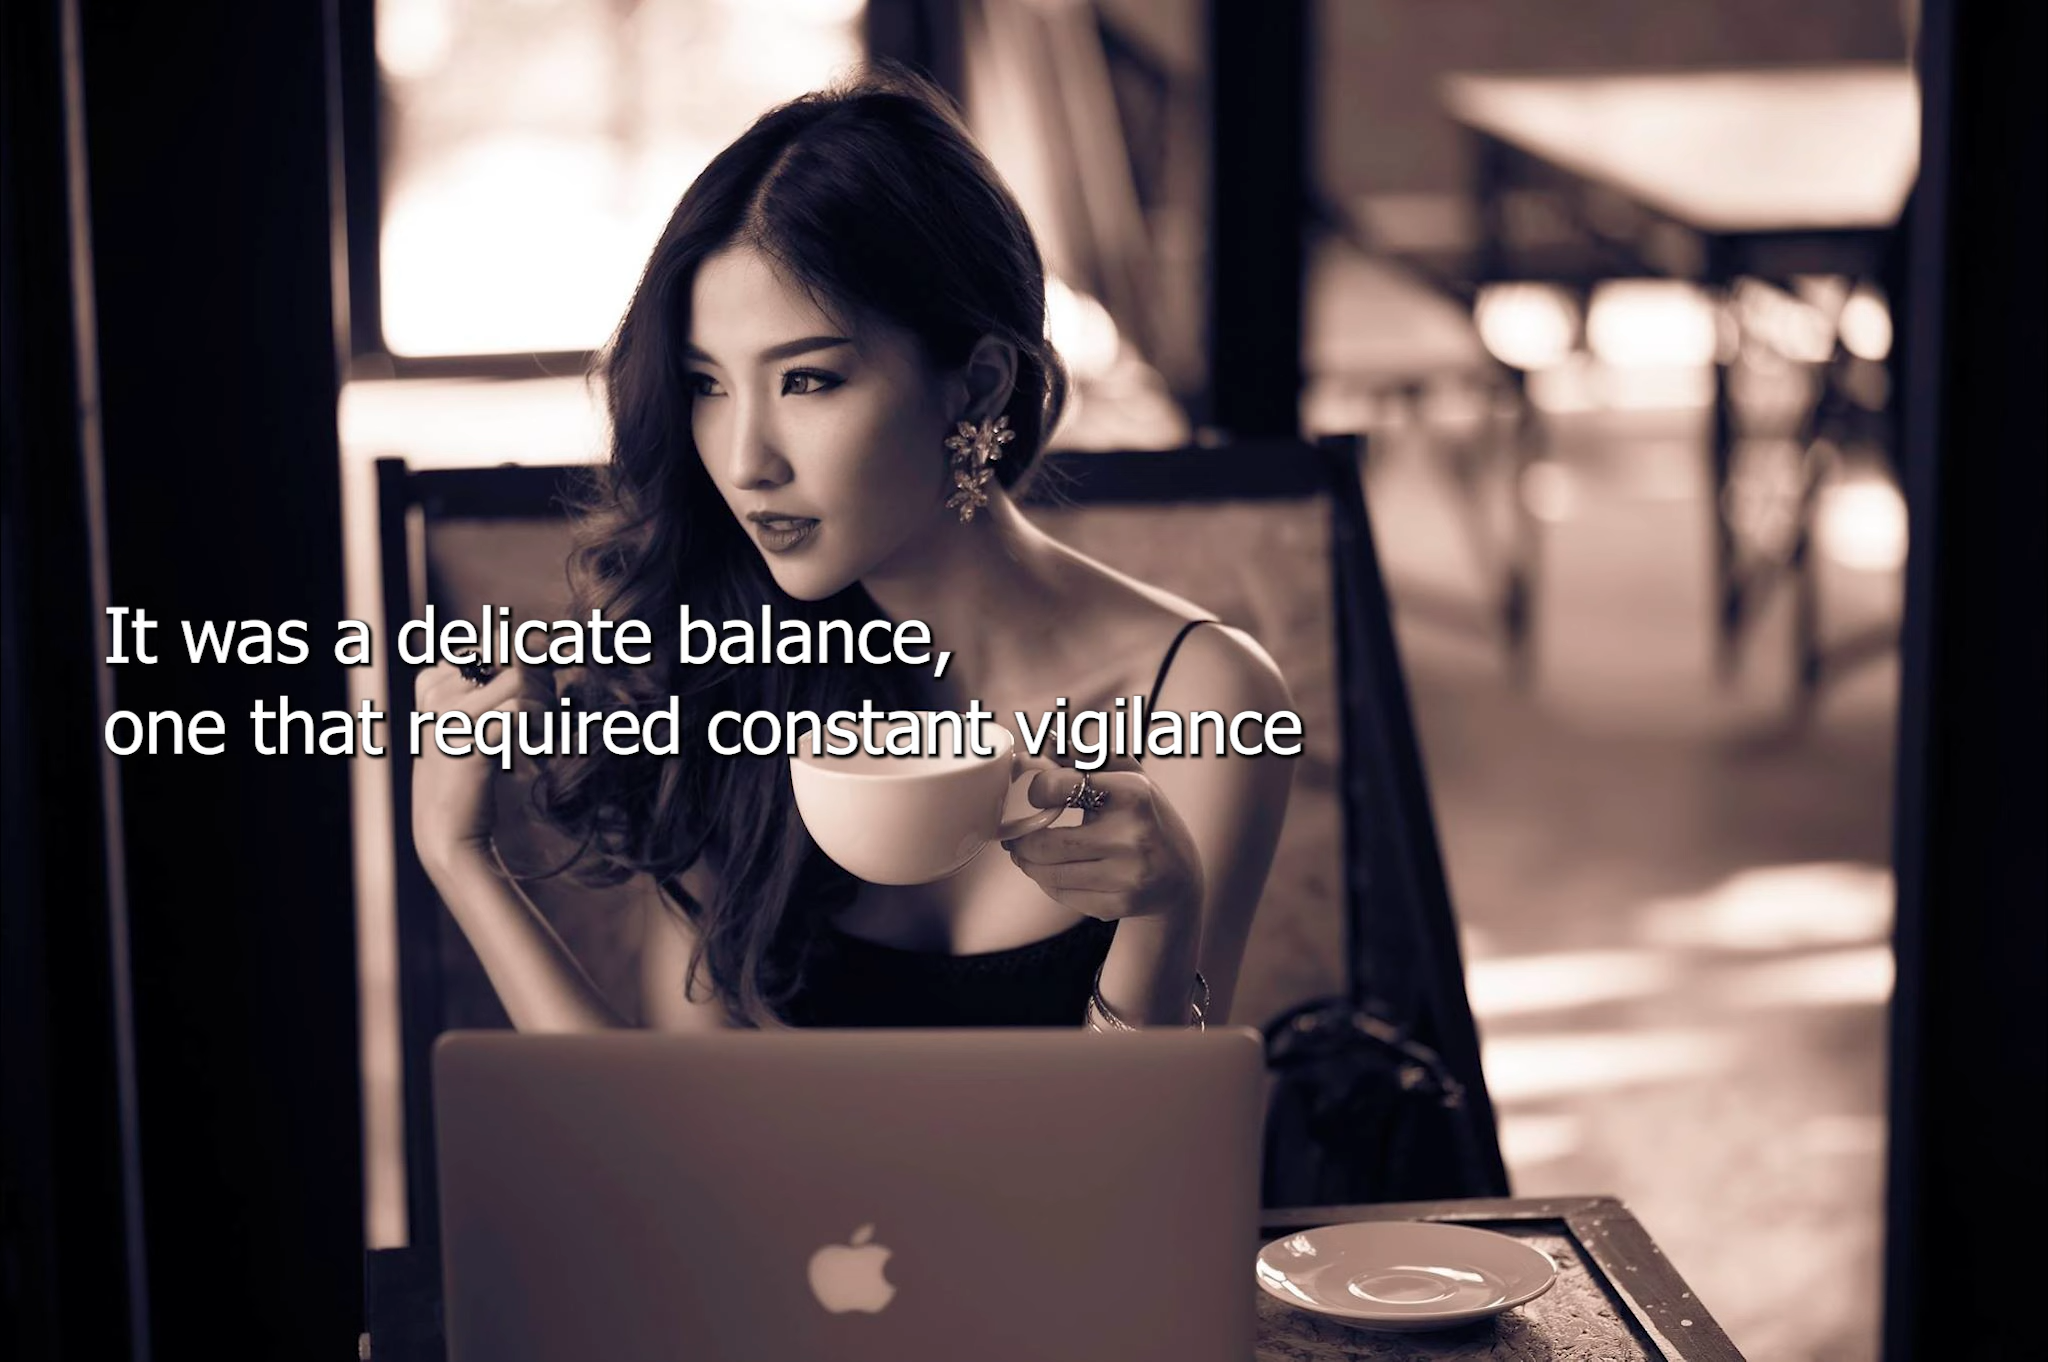 It was a delicate balance,
one that required constant vigilance